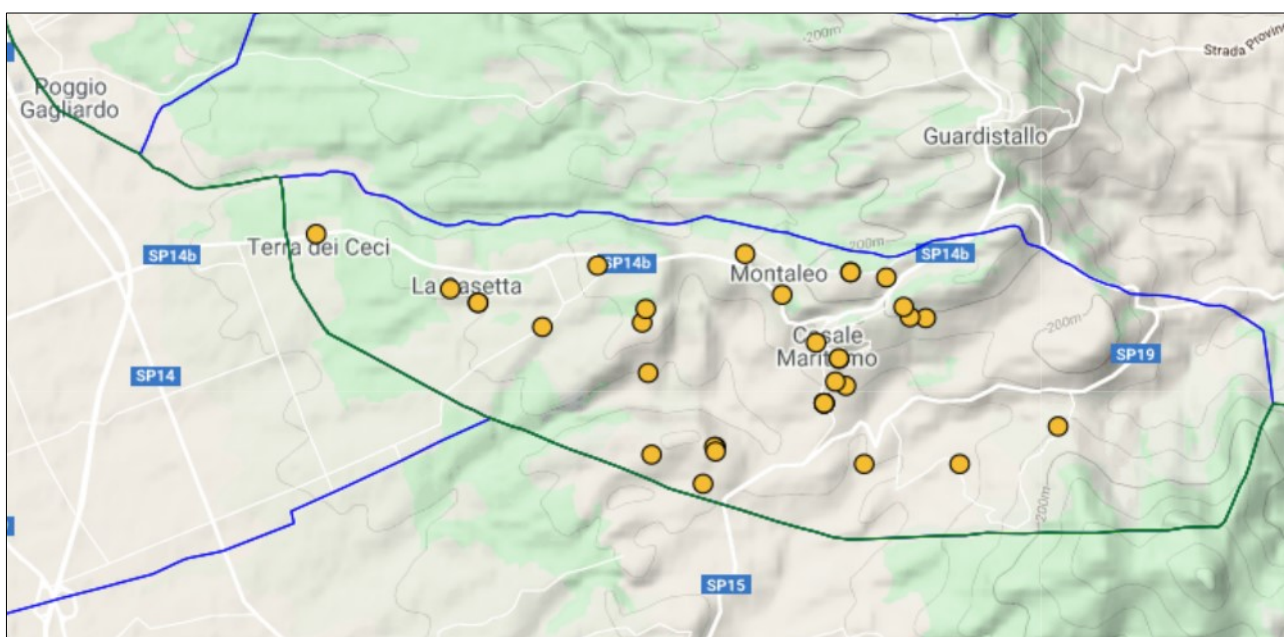 200m
Strada Provinc
Poggio
Gagliardo
Guardistallo
Terra dei Ceci
SP14b
200m
SP14b
SP14b
La Casetta
Montaleo
200m
Casale
Marittimo
SP19
SP14
200m
SP15